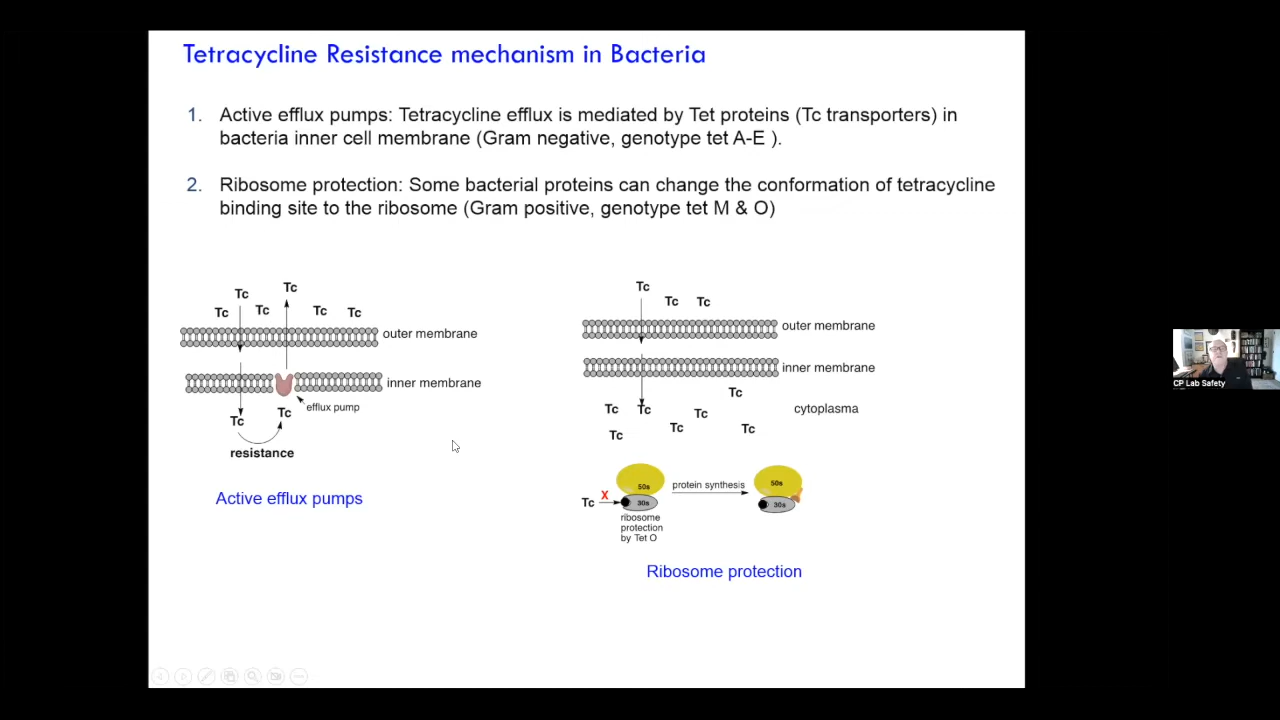 Tetracycline Resistance mechanism in Bacteria
1. Active efflux pumps: Tetracycline efflux is mediated by Tet proteins (Tc transporters) in
bacteria inner cell membrane (Gram negative, genotype tet A-E ).
2. Ribosome protection: Some bacterial proteins can change the conformation of tetracycline
binding site to the ribosome (Gram positive, genotype tet M & O)
Tc Tc
Tc Tc Tc Tc
outer membrane
inner membrane
efflux pump
Tc Tc
resistance
Active efflux pumps
Tc
Tc Tc
outer membrane
inner membrane
Tc
Tc Tc Tc cytoplasma
Tc Tc Tc
50s
protein synthesis
50s
Tc X 30s
30s
ribosome
protection
by Tet O
Ribosome protection
CP Lab Safety